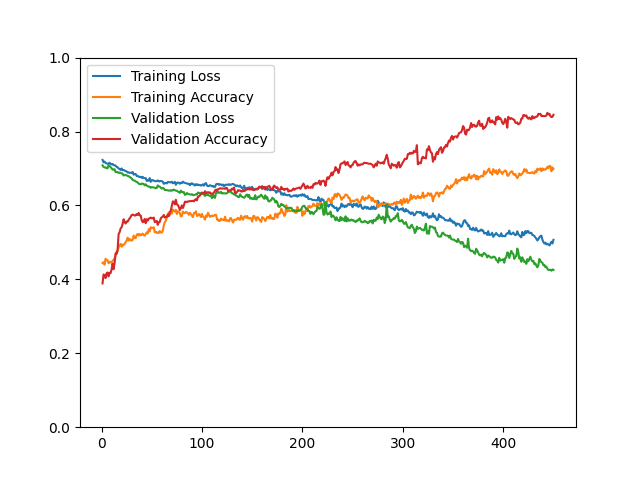 1.0
0.8
0.6
0.4
0.2
0.0
Training Loss
Training Accuracy
Validation Loss
Validation Accuracy
0 100 200 300 400